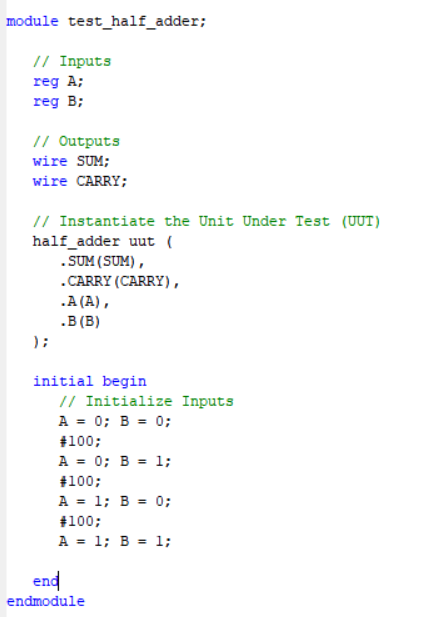 module test_half_adder;
// Inputs
reg A;
reg B;
// Outputs
wire SUM;
wire CARRY;
// Instantiate the Unit Under Test (UUT)
half_adder uut (
.SUM(SUM),
.CARRY(CARRY),
.A(A),
.B(B)
);
initial begin
// Initialize Inputs
A = 0; B = 0;
#100;
A = 0; B = 1;
#100;
A = 1; B = 0;
#100;
A = 1; B = 1;
end
endmodule